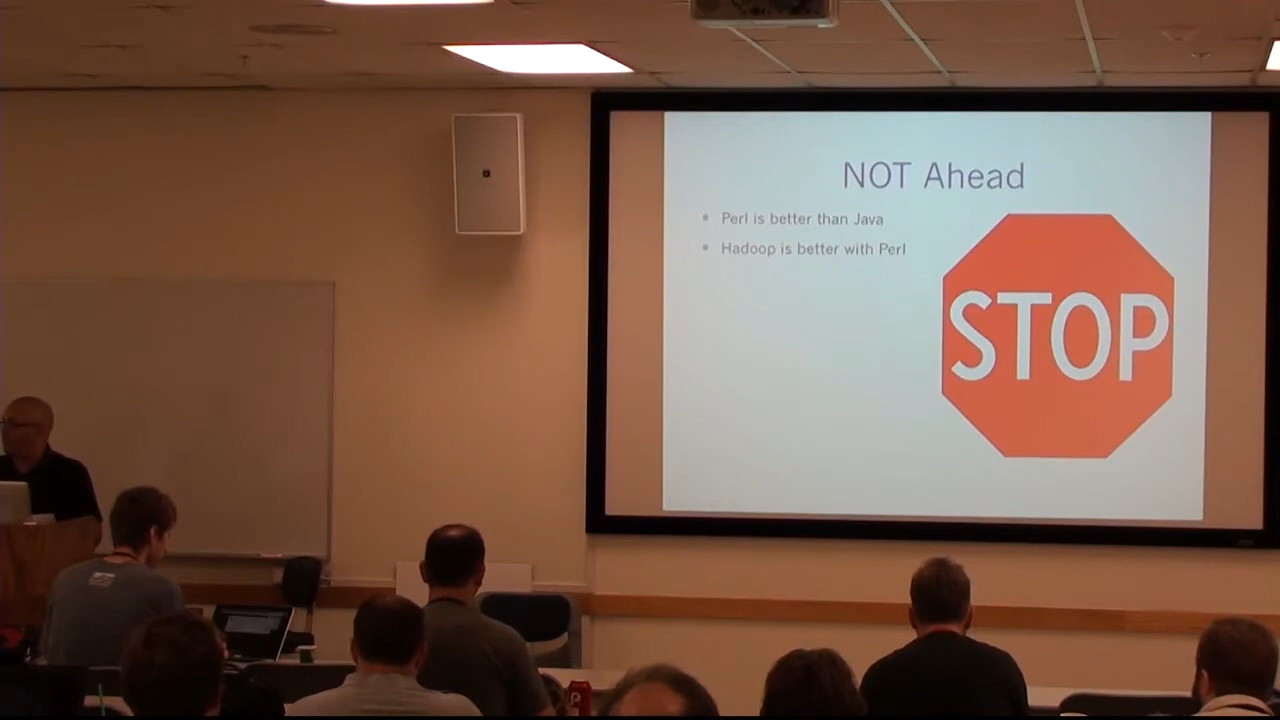 NOT Ahead
Perl is better than Java
Hadoop is better with Perl
STOP